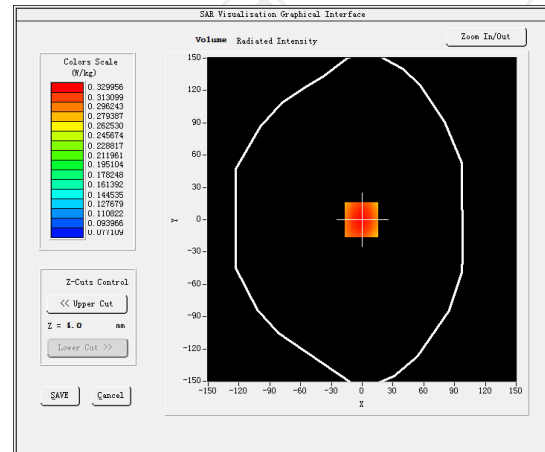 SAR Visualisation Graphical Interface
Volume Radiated Intensity
Zoom In/Out
Colors Scale
(W/kg)
0.329956
0.313099
0.296243
0.279387
0.262530
0.245674
0.228817
0.211961
0.195104
0.178248
0.161392
0.144535
0.127679
0.110822
0.093966
0.077109
150
120
90
60
30
0
-30
-60
-90
-120
-150
Y
-150 -120 -90 -60 -30 0 30 60 90 120 150
X
Z-Cuts Control
<< Upper Cut
Z = 4.0 mm
Lower Cut >>
SAVE Cancel